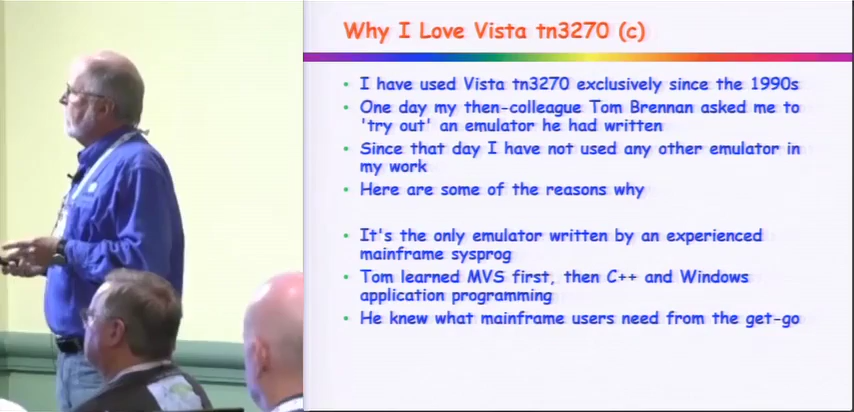 Why I Love Vista tn3270 (c)
I have used Vista tn3270 exclusively since the 1990s
One day my then-colleague Tom Brennan asked me to
'try out' an emulator he had written
Since that day I have not used any other emulator in
my work
Here are some of the reasons why
It's the only emulator written by an experienced
mainframe sysprog
Tom learned MVS first, then C++ and Windows
application programming
He knew what mainframe users need from the get-go